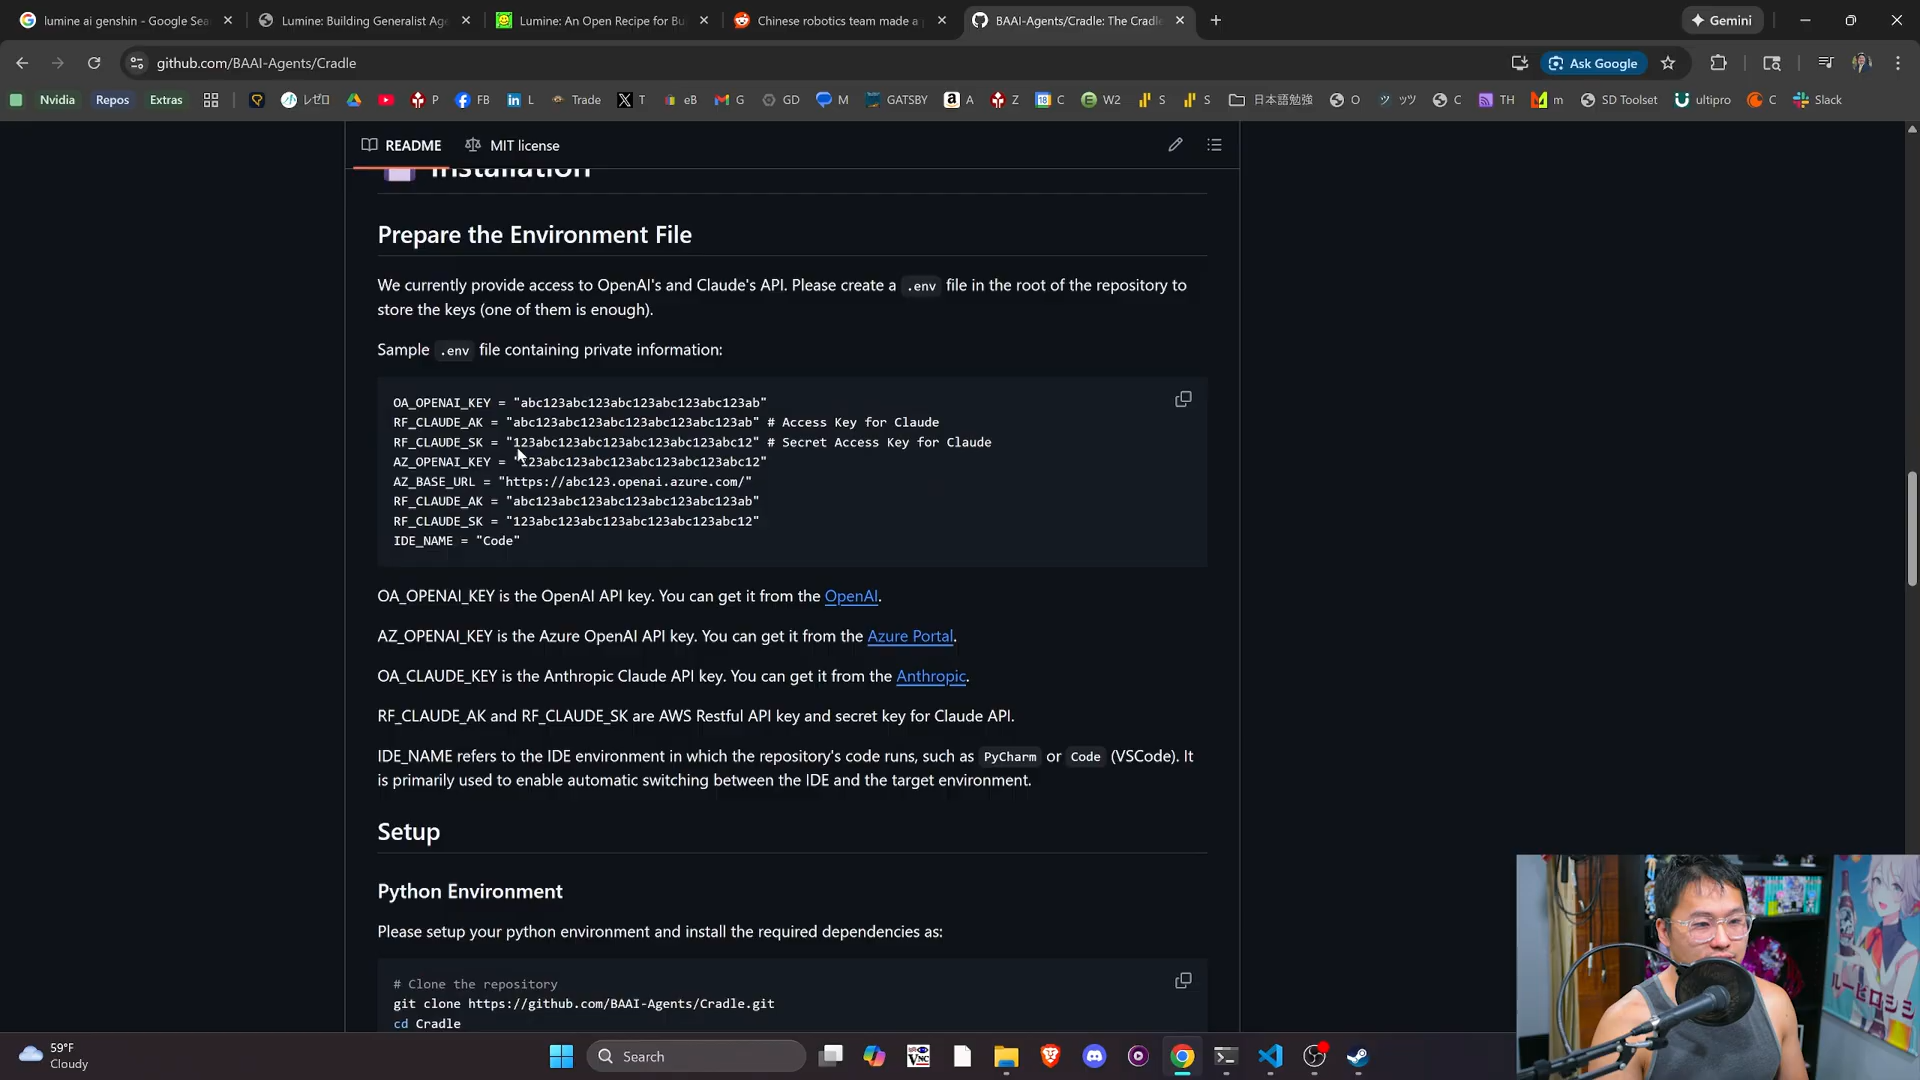 lumine ai genshin - Google Sea
Lumine: Building Generalist Age
Lumine: An Open Recipe for Bu
Chinese robotics team made a
BAAI-Agents/Cradle: The Cradle
Gemini
github.com/BAAI-Agents/Cradle
Ask Google
Nvidia
Repos
Extras
レゼロ
P
FB
L
Trade
T
eB
G
GD
M
GATSBY
A
Z
C
W2
S
S
日本語勉強
O
ッツ
C
TH
m
SD Toolset
ultipro
C
Slack
README
MIT license
Installation
Prepare the Environment File
We currently provide access to OpenAI's and Claude's API. Please create a .env file in the root of the repository to
store the keys (one of them is enough).
Sample .env file containing private information:
OA_OPENAI_KEY = "abc123abc123abc123abc123abc123ab"
RF_CLAUDE_AK = "abc123abc123abc123abc123abc123ab" # Access Key for Claude
RF_CLAUDE_SK = "123abc123abc123abc123abc123abc12" # Secret Access Key for Claude
AZ_OPENAI_KEY = "123abc123abc123abc123abc123abc12"
AZ_BASE_URL = "https://abc123.openai.azure.com/"
RF_CLAUDE_AK = "abc123abc123abc123abc123abc123ab"
RF_CLAUDE_SK = "123abc123abc123abc123abc123abc12"
IDE_NAME = "Code"
OA_OPENAI_KEY is the OpenAI API key. You can get it from the OpenAI.
AZ_OPENAI_KEY is the Azure OpenAI API key. You can get it from the Azure Portal.
OA_CLAUDE_KEY is the Anthropic Claude API key. You can get it from the Anthropic.
RF_CLAUDE_AK and RF_CLAUDE_SK are AWS Restful API key and secret key for Claude API.
IDE_NAME refers to the IDE environment in which the repository's code runs, such as PyCharm or Code (VSCode). It
is primarily used to enable automatic switching between the IDE and the target environment.
Setup
Python Environment
Please setup your python environment and install the required dependencies as:
# Clone the repository
git clone https://github.com/BAAI-Agents/Cradle.git
cd Cradle
59°F
Cloudy
Search